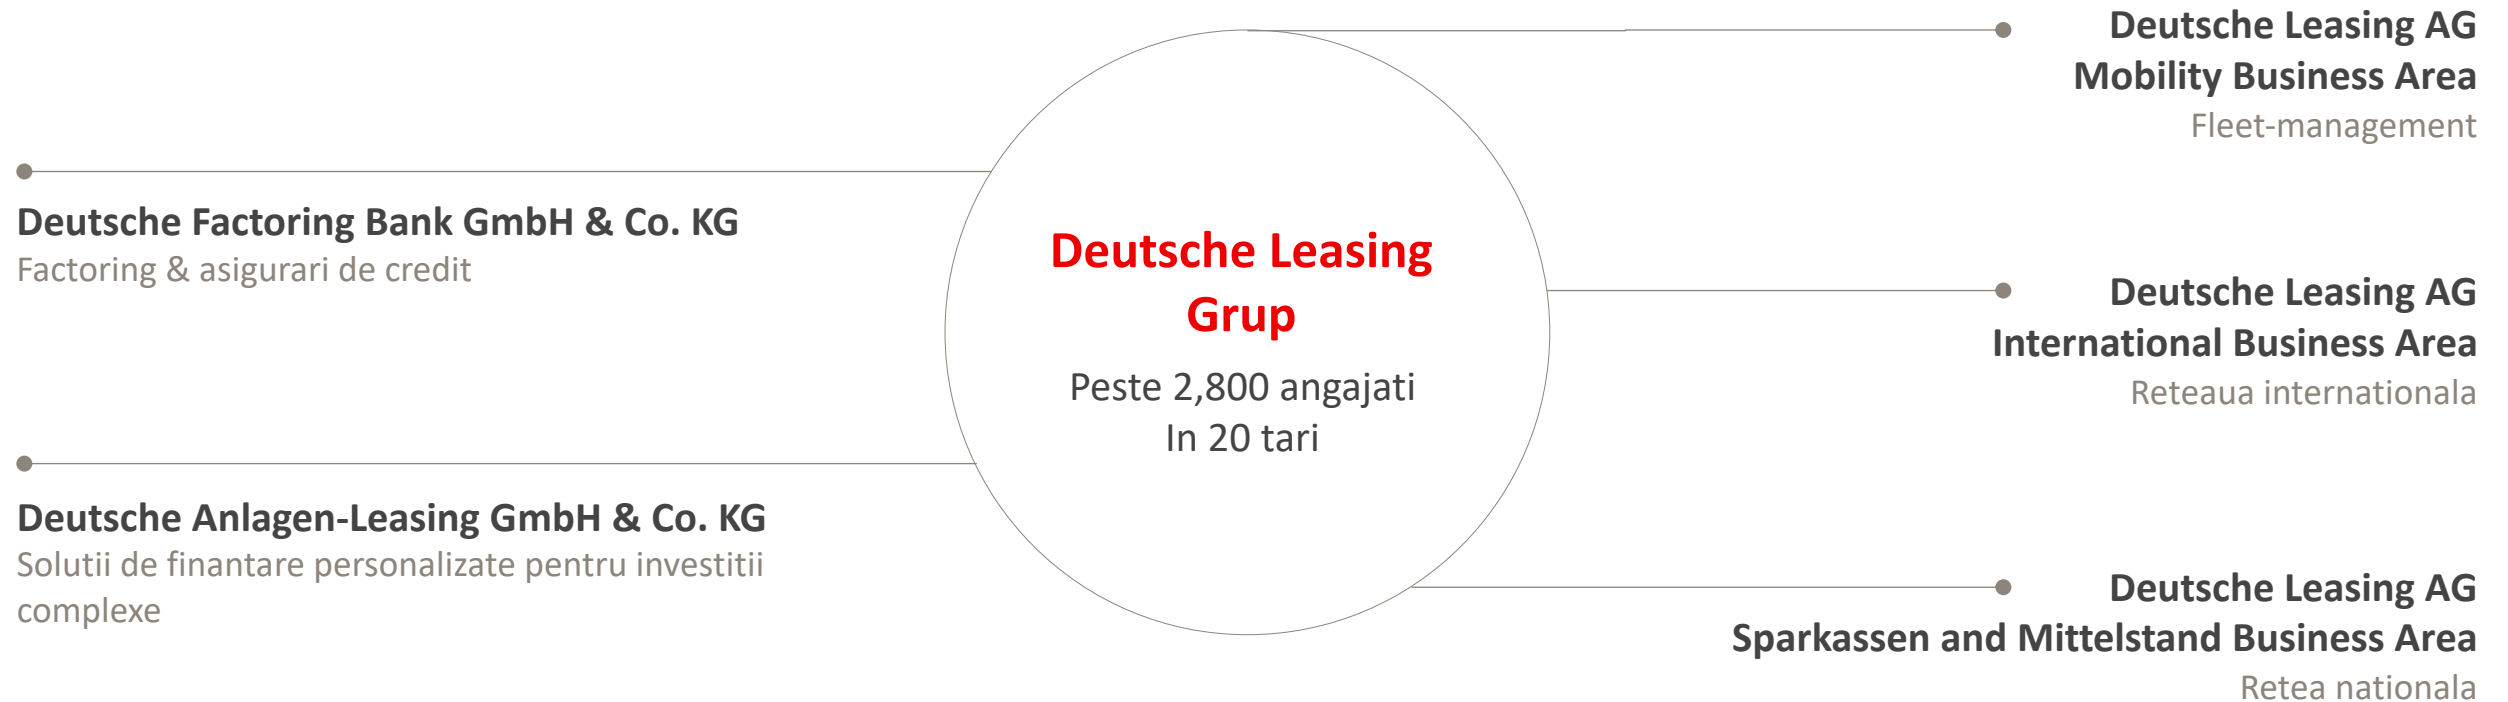 Deutsche Factoring Bank GmbH & Co. KG
Factoring & asigurari de credit
Deutsche Anlagen-Leasing GmbH & Co. KG
Solutii de finantare personalizate pentru investitii
complexe
Deutsche Leasing
Grup
Peste 2,800 angajati
In 20 tari
Deutsche Leasing AG
Mobility Business Area
Fleet-management
Deutsche Leasing AG
International Business Area
Reteaua internationala
Deutsche Leasing AG
Sparkassen and Mittelstand Business Area
Retea nationala